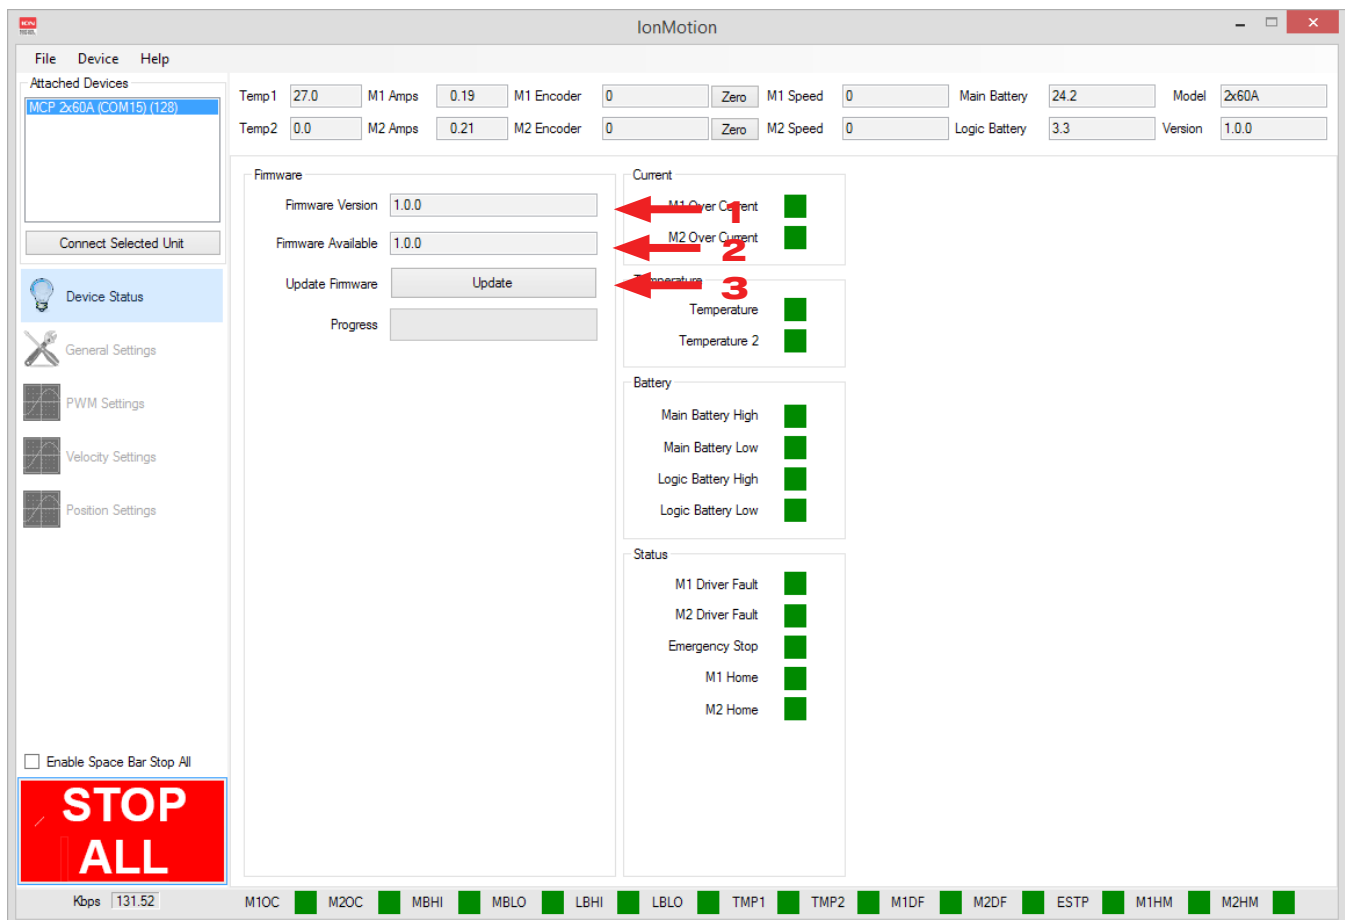 IonMotion
File Device Help
Attached Devices
MCP 2x60A (COM15) (128)
Connect Selected Unit
Temp1 27.0 M1 Amps 0.19 M1 Encoder 0 Zero M1 Speed 0 Main Battery 24.2 Model 2x60A
Temp2 0.0 M2 Amps 0.21 M2 Encoder 0 Zero M2 Speed 0 Logic Battery 3.3 Version 1.0.0
Device Status
General Settings
PWM Settings
Velocity Settings
Position Settings
Firmware
Firmware Version 1.0.0
Firmware Available 1.0.0
Update Firmware Update
Progress
1
2
3
Current
M1 Over Current
M2 Over Current
Temperature
Temperature
Temperature 2
Battery
Main Battery High
Main Battery Low
Logic Battery High
Logic Battery Low
Status
M1 Driver Fault
M2 Driver Fault
Emergency Stop
M1 Home
M2 Home
Enable Space Bar Stop All
STOP
ALL
Kbps 131.52 M1OC M2OC MBHI MBLO LBHI LBLO TMP1 TMP2 M1DF M2DF ESTP M1HM M2HM